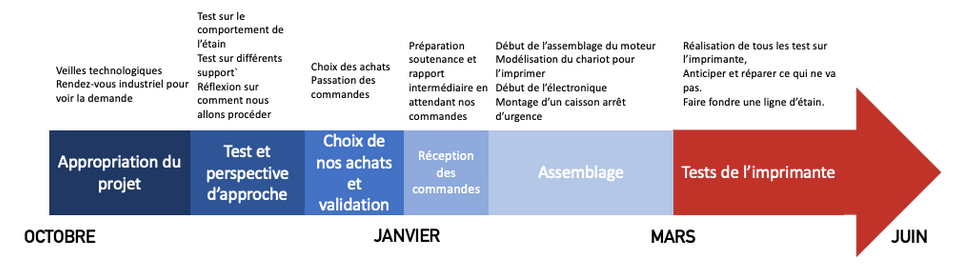 Veilles technologiques
Rendez-vous industriel pour
voir la demande
Test sur le
comportement de
l'étain
Test sur différents
support`
Réflexion sur
comment nous
allons procéder
Choix des achats
Passation des
commandes
Préparation
soutenance et
rapport
intermédiaire en
attendant nos
commandes
Début de l'assemblage du moteur
Modélisation du chariot pour
l'imprimer
Début de l'électronique
Montage d'un caisson arrêt
d'urgence
Réalisation de tous les test sur
l'imprimante,
Anticiper et réparer ce qui ne va
pas.
Faire fondre une ligne d'étain.
Appropriation du
projet
Test et
perspective
d'approche
Choix de
nos achats
et
validation
Réception
des
commandes
Assemblage
Tests de l'imprimante
OCTOBRE
JANVIER
MARS
JUIN